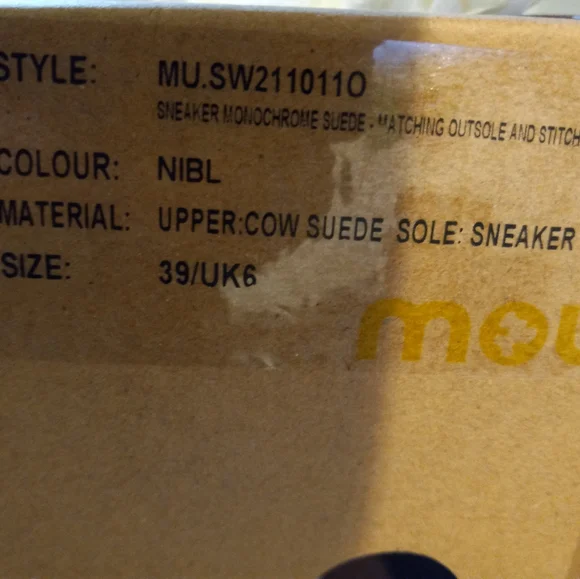 STYLE: MU.SW211011O
SNEAKER MONOCHROME SUEDE - MATCHING OUTSOLE AND STITCH
COLOUR: NIBL
MATERIAL: UPPER:COW SUEDE SOLE: SNEAKER
SIZE: 39/UK6
mou